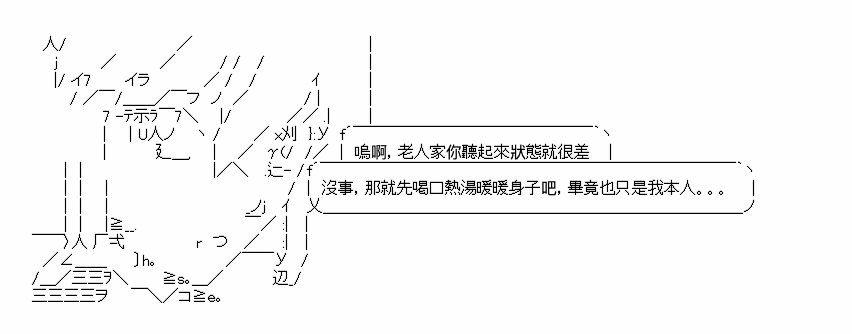 嗚啊，老人家你聽起來狀態就很差
沒事，那就先喝口熱湯暖暖身子吧，畢竟也只是我本人。。。